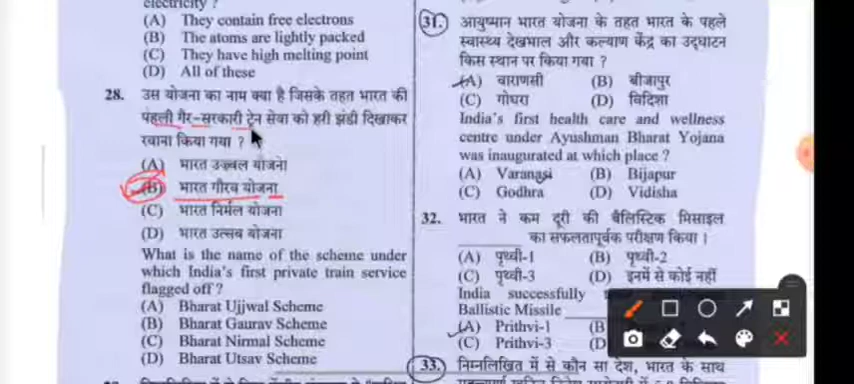 electricity ?
(A) They contain free electrons
(B) The atoms are lightly packed
(C) They have high melting point
(D) All of these
28. उस योजना का नाम क्या है जिसके तहत भारत की
पहली गैर-सरकारी ट्रेन सेवा को हरी झंडी दिखाकर
रवाना किया गया ?
(A) भारत उज्ज्वल योजना
(B) भारत गौरव योजना
(C) भारत निर्मल योजना
(D) भारत उत्सव योजना
What is the name of the scheme under
which India's first private train service
flagged off ?
(A) Bharat Ujjwal Scheme
(B) Bharat Gaurav Scheme
(C) Bharat Nirmal Scheme
(D) Bharat Utsav Scheme
31. आयुष्मान भारत योजना के तहत भारत के पहले
स्वास्थ्य देखभाल और कल्याण केंद्र का उद्घाटन
किस स्थान पर किया गया ?
(A) वाराणसी (B) बीजापुर
(C) गोधरा (D) विदिशा
India's first health care and wellness
centre under Ayushman Bharat Yojana
was inaugurated at which place ?
(A) Varanasi (B) Bijapur
(C) Godhra (D) Vidisha
32. भारत ने कम दूरी की बैलिस्टिक मिसाइल
का सफलतापूर्वक परीक्षण किया ।
(A) पृथ्वी-1 (B) पृथ्वी-2
(C) पृथ्वी-3 (D) इनमें से कोई नहीं
India successfully
Ballistic Missile
(A) Prithvi-1 (B
(C) Prithvi-3 (D
33. निम्नलिखित में से कौन सा देश, भारत के साथ